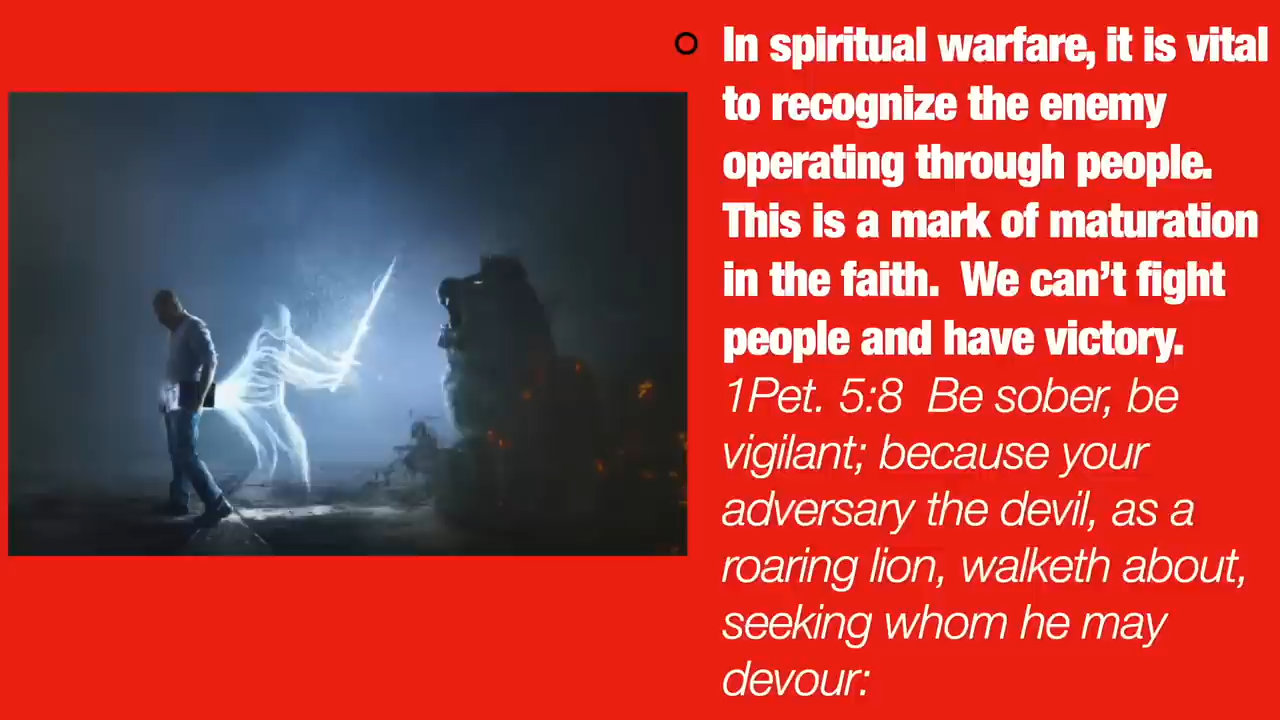 In spiritual warfare, it is vital
to recognize the enemy
operating through people.
This is a mark of maturation
in the faith.  We can’t fight
people and have victory.
1Pet. 5:8  Be sober, be
vigilant; because your
adversary the devil, as a
roaring lion, walketh about,
seeking whom he may
devour: